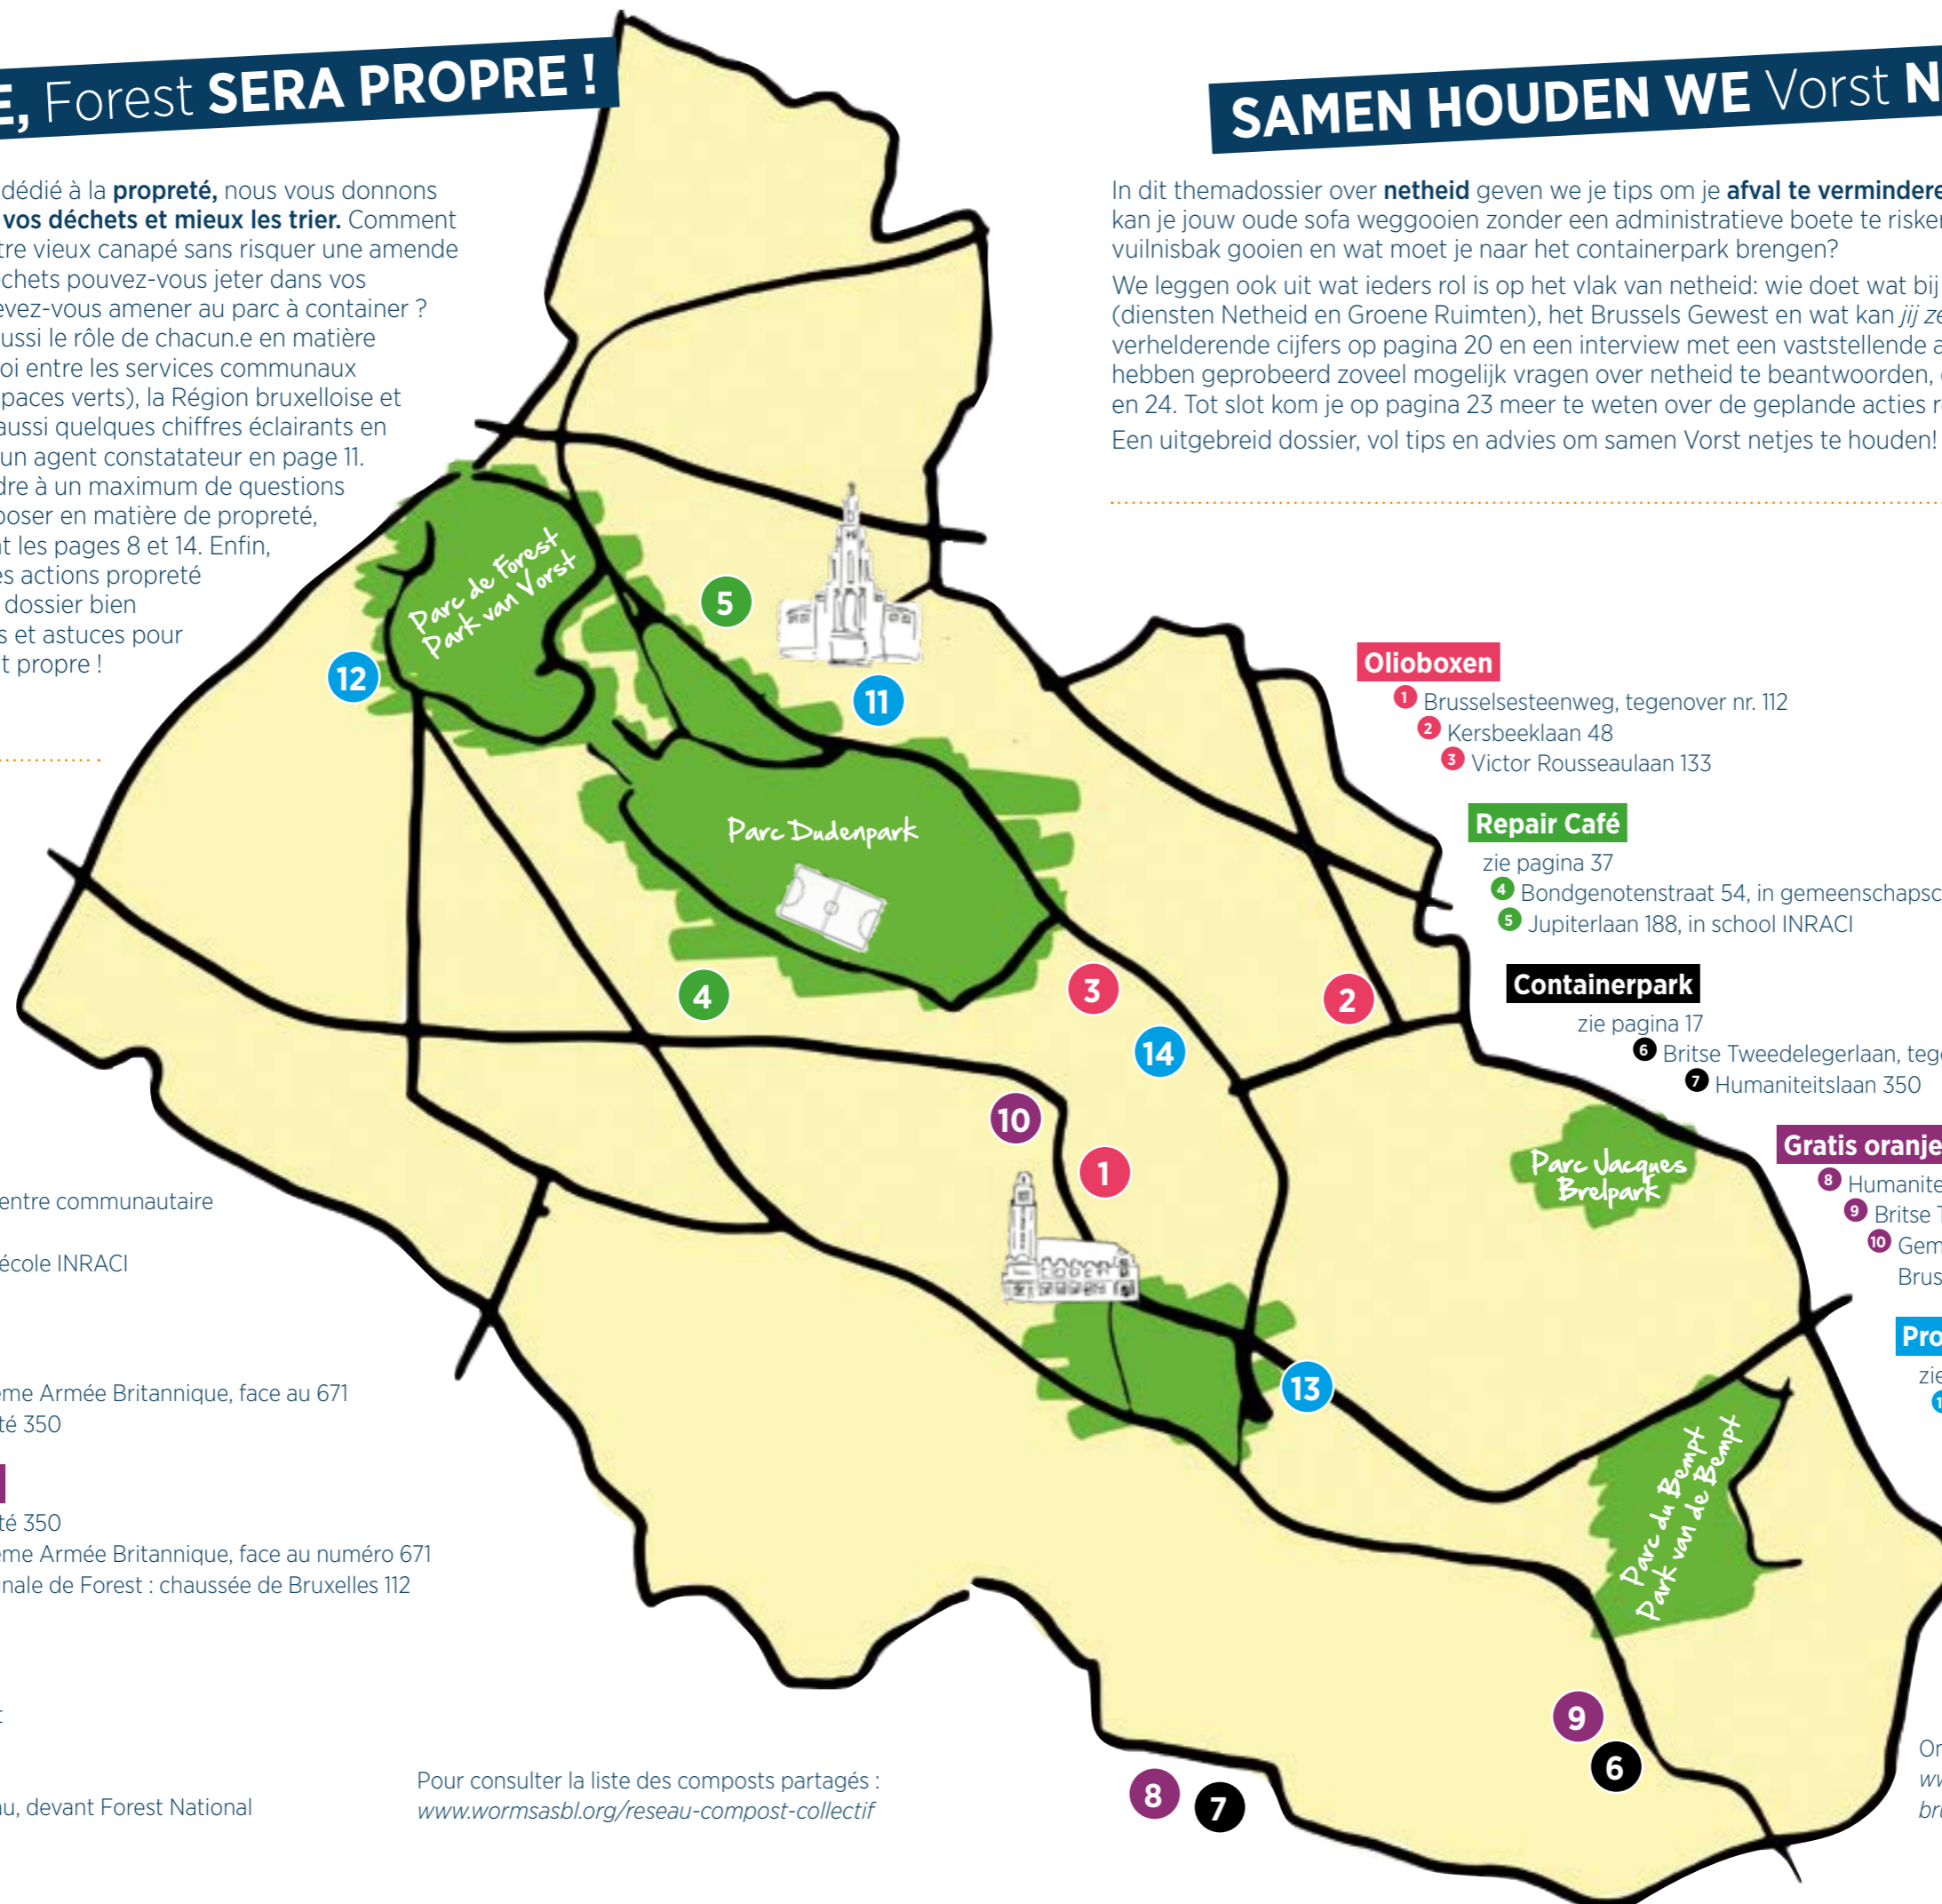 E, Forest SERA PROPRE !
dédié à la propreté, nous vous donnons
vos déchets et mieux les trier. Comment
tre vieux canapé sans risquer une amende
chets pouvez-vous jeter dans vos
evez-vous amener au parc à container ?
ussi le rôle de chacun.e en matière
oi entre les services communaux
paces verts), la Région bruxelloise et
aussi quelques chiffres éclairants en
un agent constatateur en page 11.
dre à un maximum de questions
poser en matière de propreté,
t les pages 8 et 14. Enfin,
es actions propreté
dossier bien
s et astuces pour
t propre !
entre communautaire
école INRACI
ème Armée Britannique, face au 671
té 350
té 350
ème Armée Britannique, face au numéro 671
nale de Forest : chaussée de Bruxelles 112
t
au, devant Forest National
Pour consulter la liste des composts partagés :
www.wormsasbl.org/reseau-compost-collectif
Parc de Forest
Park van Vorst
5
12
11
Parc Dudenpark
4
3
2
14
10
1
Parc Jacques
Brelpark
13
Parc du Bempt
Park van de Bempt
9
6
8
7
SAMEN HOUDEN WE Vorst N
In dit themadossier over netheid geven we je tips om je afval te vermindere
kan je jouw oude sofa weggooien zonder een administratieve boete te risker
vuilnisbak gooien en wat moet je naar het containerpark brengen?
We leggen ook uit wat ieders rol is op het vlak van netheid: wie doet wat bij
(diensten Netheid en Groene Ruimten), het Brussels Gewest en wat kan jij ze
verhelderende cijfers op pagina 20 en een interview met een vaststellende a
hebben geprobeerd zoveel mogelijk vragen over netheid te beantwoorden,
en 24. Tot slot kom je op pagina 23 meer te weten over de geplande acties r
Een uitgebreid dossier, vol tips en advies om samen Vorst netjes te houden!
Olioboxen
1 Brusselsesteenweg, tegenover nr. 112
2 Kersbeeklaan 48
3 Victor Rousseaulaan 133
Repair Café
zie pagina 37
4 Bondgenotenstraat 54, in gemeenschapsc
5 Jupiterlaan 188, in school INRACI
Containerpark
zie pagina 17
6 Britse Tweedelegerlaan, tege
7 Humaniteitslaan 350
Gratis oranje
8 Humanite
9 Britse T
10 Gem
Brus
Pro
zie
1
On
ww
bru